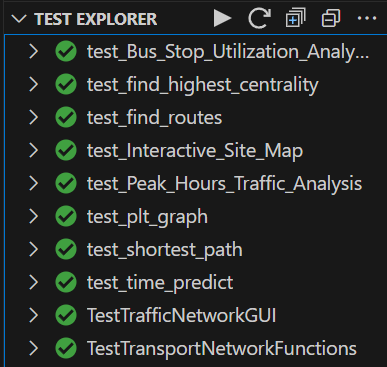 TEST EXPLORER
test_Bus_Stop_Utilization_Analy...
test_find_highest_centrality
test_find_routes
test_Interactive_Site_Map
test_Peak_Hours_Traffic_Analysis
test_plt_graph
test_shortest_path
test_time_predict
TestTrafficNetworkGUI
TestTransportNetworkFunctions